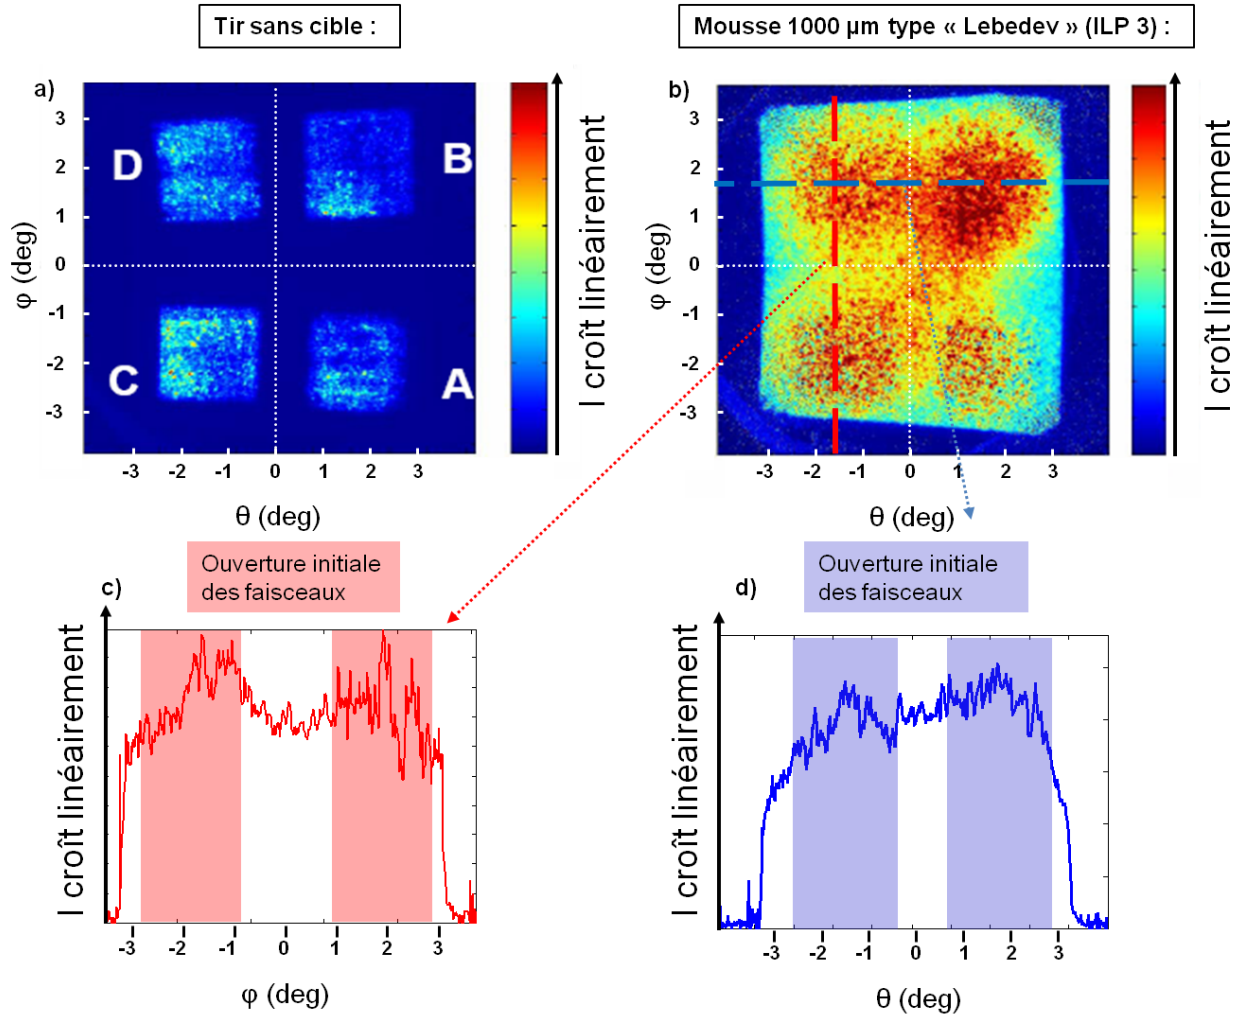 Tir sans cible :
Mousse 1000 µm type « Lebedev » (ILP 3) :
a)
3
2
1
0
-1
-2
-3
φ (deg)
D
B
C
A
-3
-2
-1
0
1
2
3
θ (deg)
I croît linéairement
b)
3
2
1
0
-1
-2
-3
φ (deg)
-3
-2
-1
0
1
2
3
θ (deg)
I croît linéairement
c)
Ouverture initiale
des faisceaux
I croît linéairement
-3
-2
-1
0
1
2
3
φ (deg)
d)
Ouverture initiale
des faisceaux
I croît linéairement
-3
-2
-1
0
1
2
3
θ (deg)